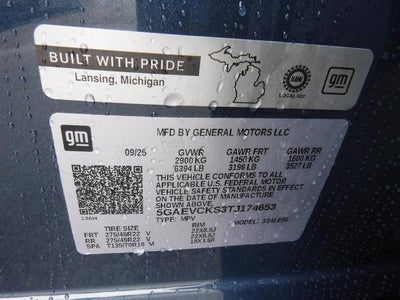 BUILT WITH PRIDE
Lansing, Michigan
UAW
LOCAL 602
gm
gm
MFD BY GENERAL MOTORS LLC
09/25 GVWR GAWR FRT GAWR RR
2900 KG 1450 KG 1600 KG
6394 LB 3196 LB 3527 LB
THIS VEHICLE CONFORMS TO ALL
APPLICABLE U.S. FEDERAL MOTOR
VEHICLE SAFETY STANDARDS IN EFFECT
ON THE DATE OF MANUFACTURE SHOWN ABOVE.
5GAEVCKS3TJ174653
TYPE: MPV MODEL:
TIRE SIZE RIM
FRT 275/45R22 V 22X8.5J
RR 275/45R22 V 22X8.5J
SPA T135/70R18 M 18X4.5B